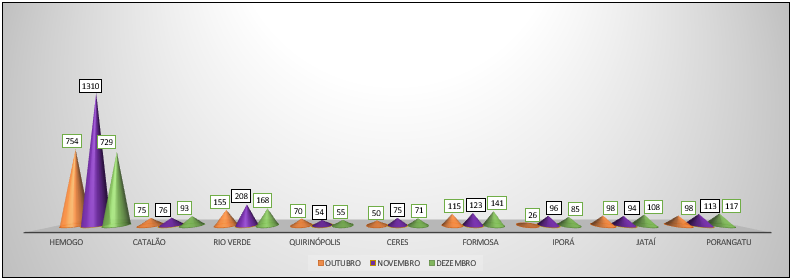 1310
754
729
75
76
93
155
208
168
70
54
55
50
75
71
115
123
141
26
96
85
98
94
108
98
113
117
HEMOGO
CATALÃO
RIO VERDE
QUIRINÓPOLIS
CERES
FORMOSA
IPORÁ
JATAÍ
PORANGATU
OUTUBRO NOVEMBRO DEZEMBRO